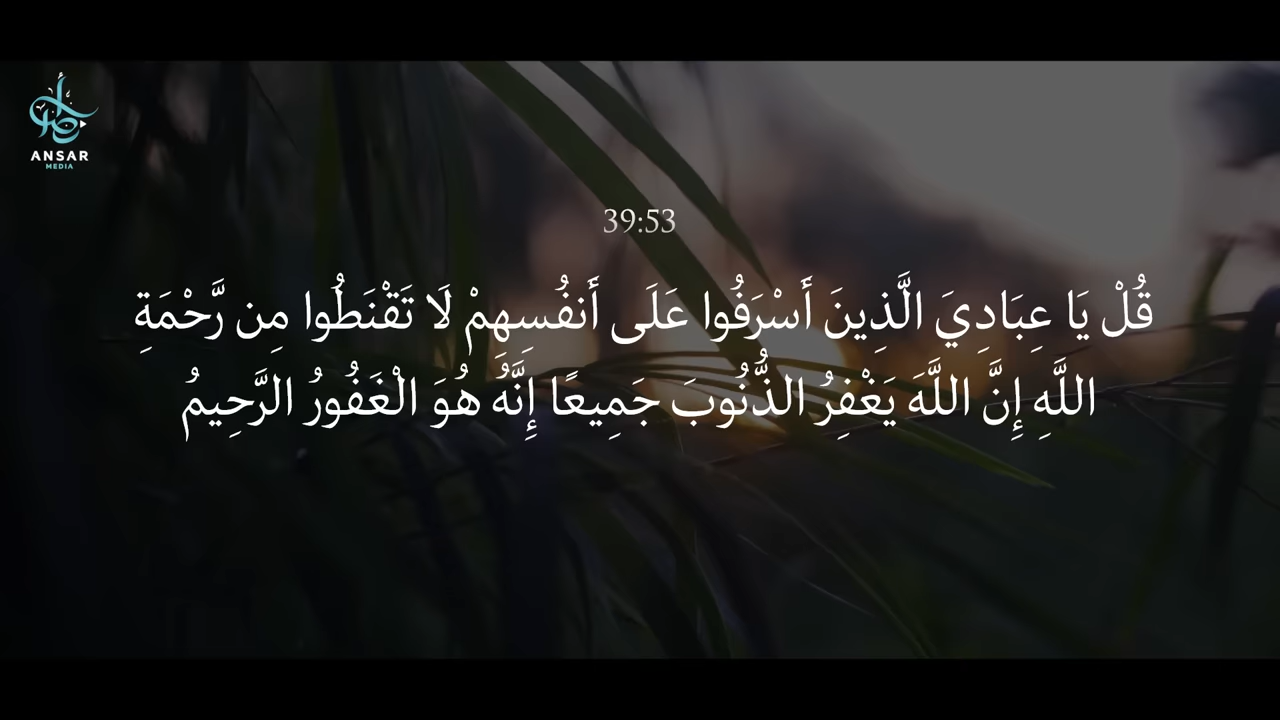 ANSAR
MEDIA
39:53
قُلْ يَا عِبَادِيَ الَّذِينَ أَسْرَفُوا عَلَى أَنفُسِهِمْ لَا تَقْنَطُوا مِن رَّحْمَةِ
اللَّهِ إِنَّ اللَّهَ يَغْفِرُ الذُّنُوبَ جَمِيعًا إِنَّهُ هُوَ الْغَفُورُ الرَّحِيمُ